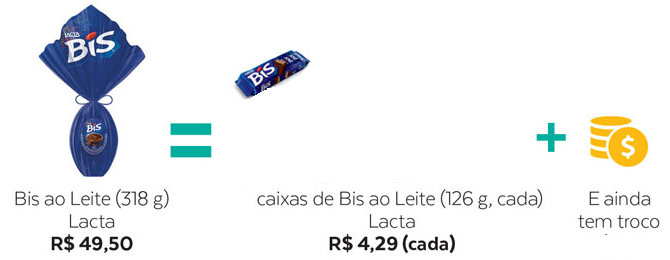 LACTA
BIS
BIS
BIS
Bis ao Leite (318 g)
Lacta
R$ 49,50
=
caixas de Bis ao Leite (126 g, cada)
Lacta
R$ 4,29 (cada)
+
$
E ainda
tem troco